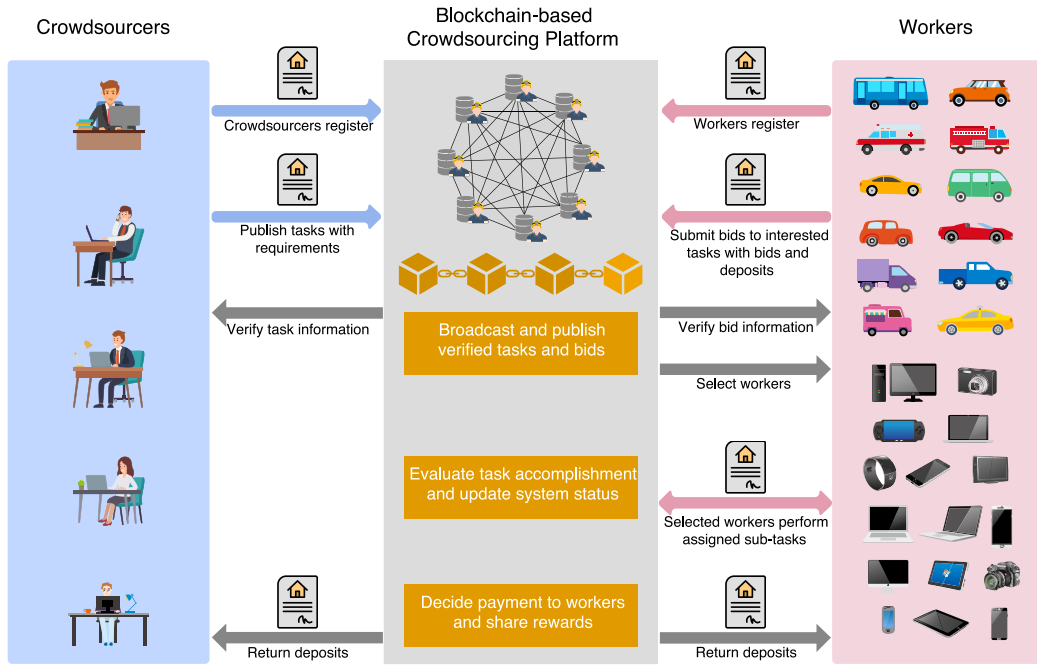 Crowdsourcers
Blockchain-based
Crowdsourcing Platform
Workers
Crowdsourcers register
Workers register
Publish tasks with
requirements
Submit bids to interested
tasks with bids and
deposits
Verify task information
Broadcast and publish
verified tasks and bids
Verify bid information
Select workers
Evaluate task accomplishment
and update system status
Selected workers perform
assigned sub-tasks
Decide payment to workers
and share rewards
Return deposits
Return deposits